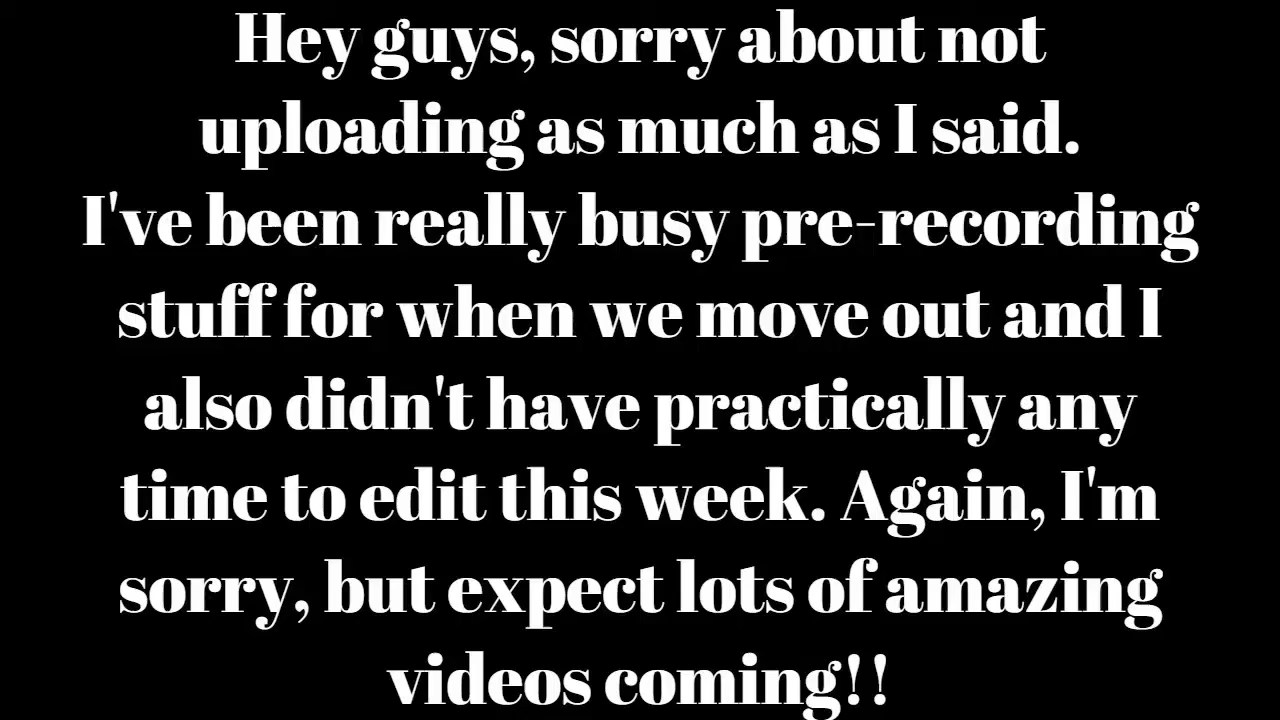 Hey guys, sorry about not
uploading as much as I said.
I've been really busy pre-recording
stuff for when we move out and I
also didn't have practically any
time to edit this week. Again, I'm
sorry, but expect lots of amazing
videos coming!!